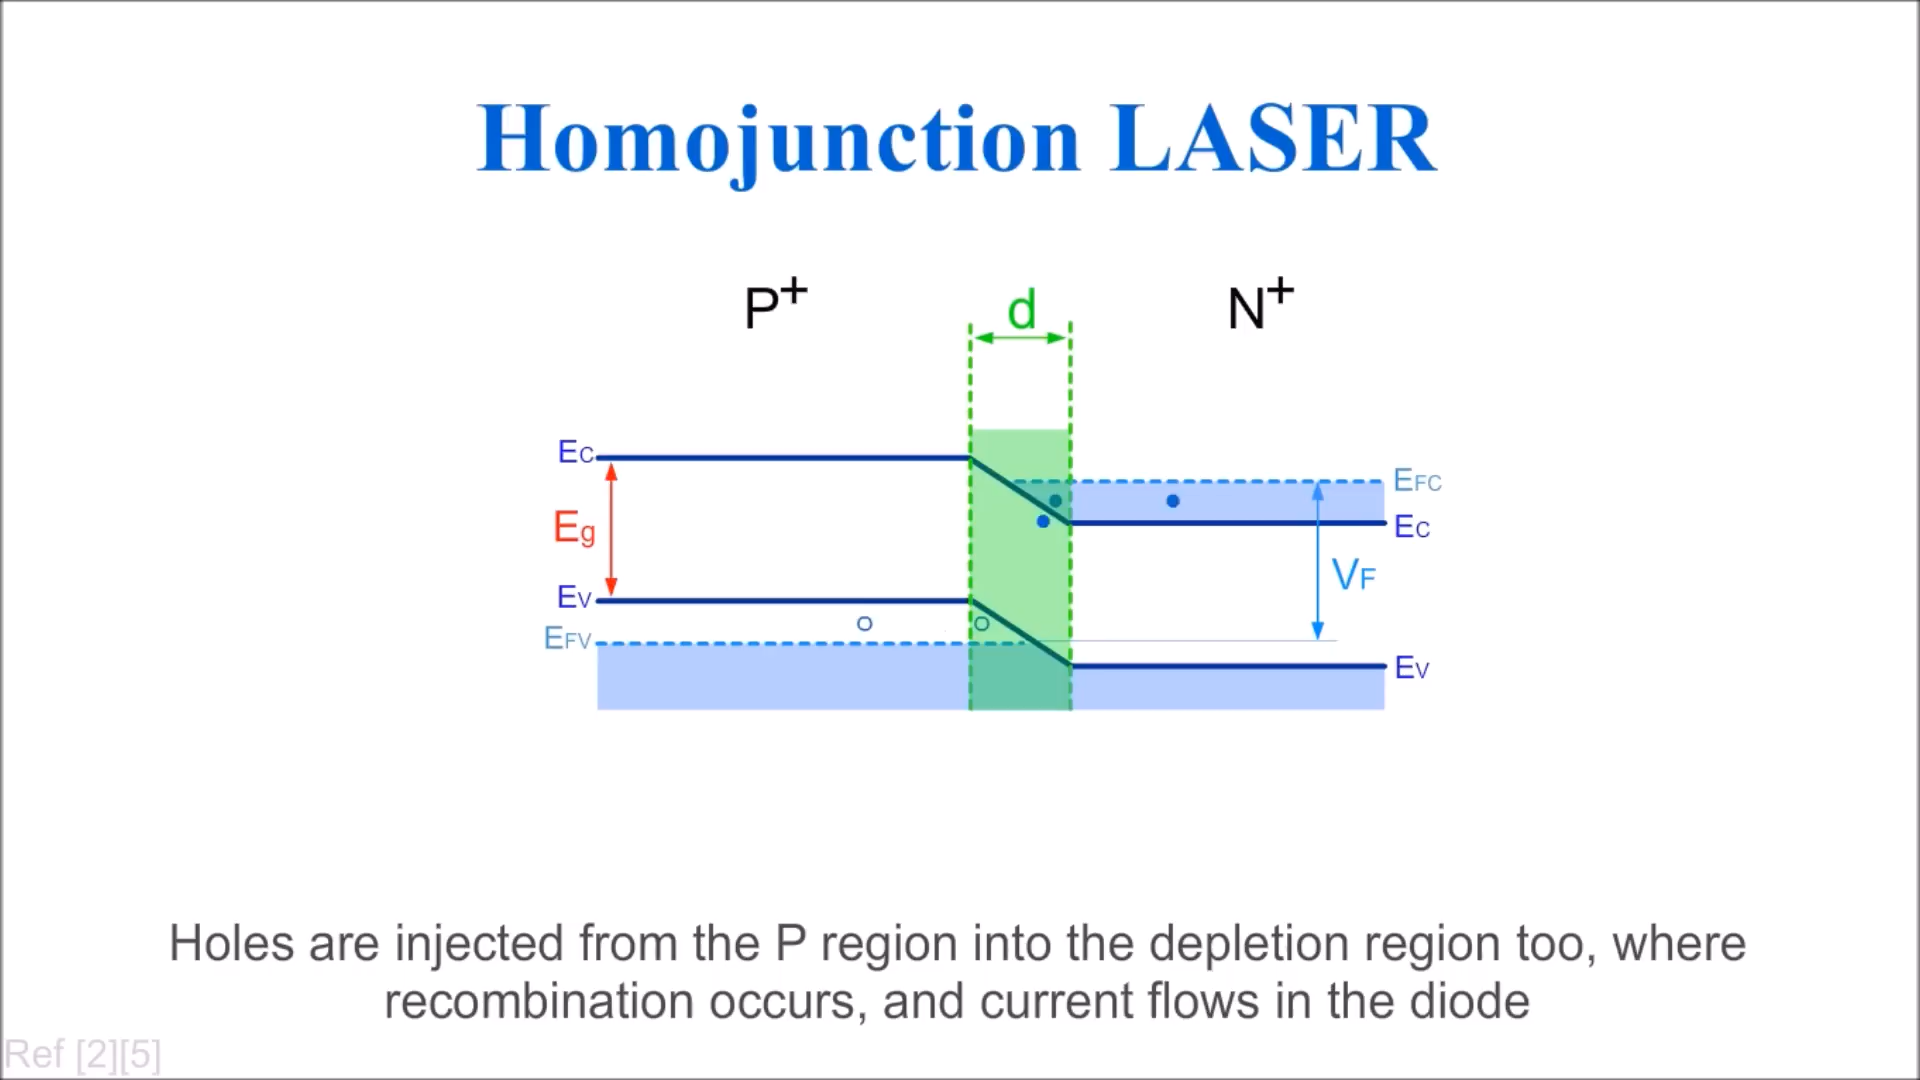 Homojunction LASER
P+
d
N+
EC
EFC
Eg
EC
VF
EV
EFV
EV
Holes are injected from the P region into the depletion region too, where
recombination occurs, and current flows in the diode
Ref [2][5]